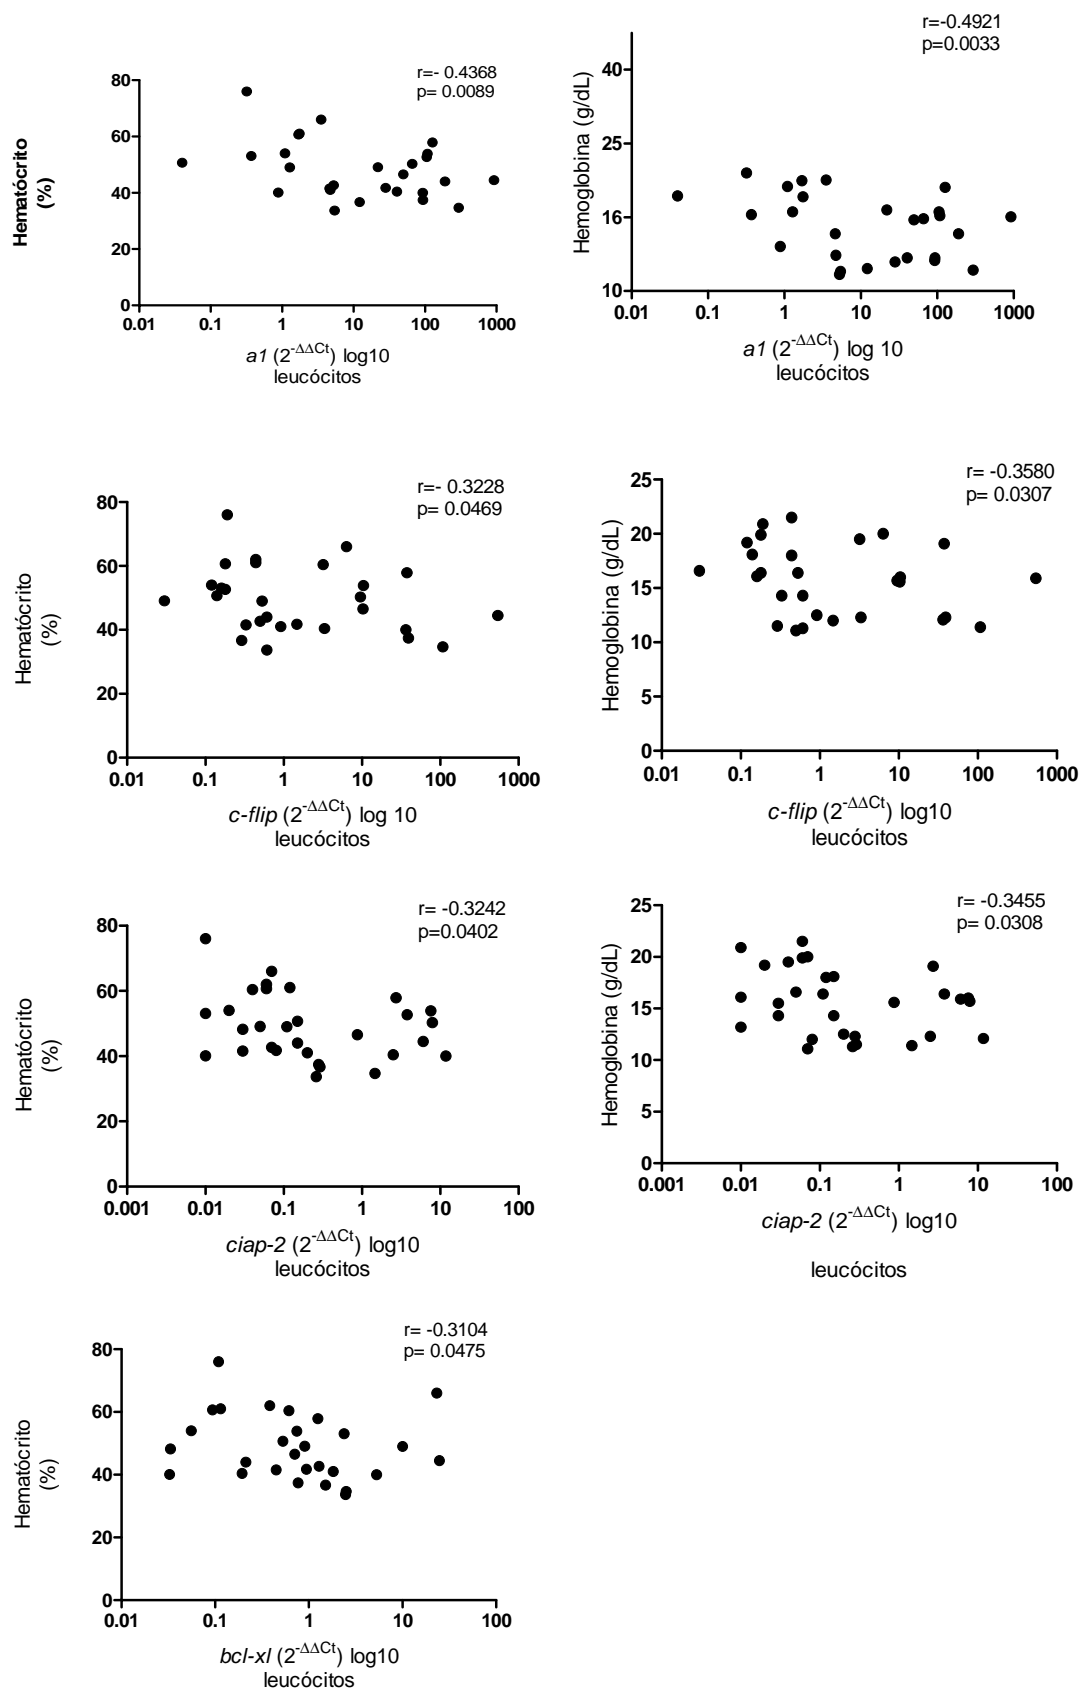 r=- 0.4368
p= 0.0089
Hematócrito
(%)
80
60
40
20
0
0.01 0.1 1 10 100 1000
a1 (2-ΔΔCt) log10
leucócitos
r=-0.4921
p=0.0033
Hemoglobina (g/dL)
40
25
16
10
0.01 0.1 1 10 100 1000
a1 (2-ΔΔCt) log 10
leucócitos
r=- 0.3228
p= 0.0469
Hematócrito
(%)
80
60
40
20
0
0.01 0.1 1 10 100 1000
c-flip (2-ΔΔCt) log 10
leucócitos
r= -0.3580
p= 0.0307
Hemoglobina (g/dL)
25
20
15
10
5
0
0.01 0.1 1 10 100 1000
c-flip (2-ΔΔCt) log10
leucócitos
r= -0.3242
p=0.0402
Hematócrito
(%)
80
60
40
20
0
0.001 0.01 0.1 1 10 100
ciap-2 (2-ΔΔCt) log10
leucócitos
r= -0.3455
p= 0.0308
Hemoglobina (g/dL)
25
20
15
10
5
0
0.001 0.01 0.1 1 10 100
ciap-2 (2-ΔΔCt) log10
leucócitos
r= -0.3104
p= 0.0475
Hematócrito
(%)
80
60
40
20
0
0.01 0.1 1 10 100
bcl-xl (2-ΔΔCt) log10
leucócitos